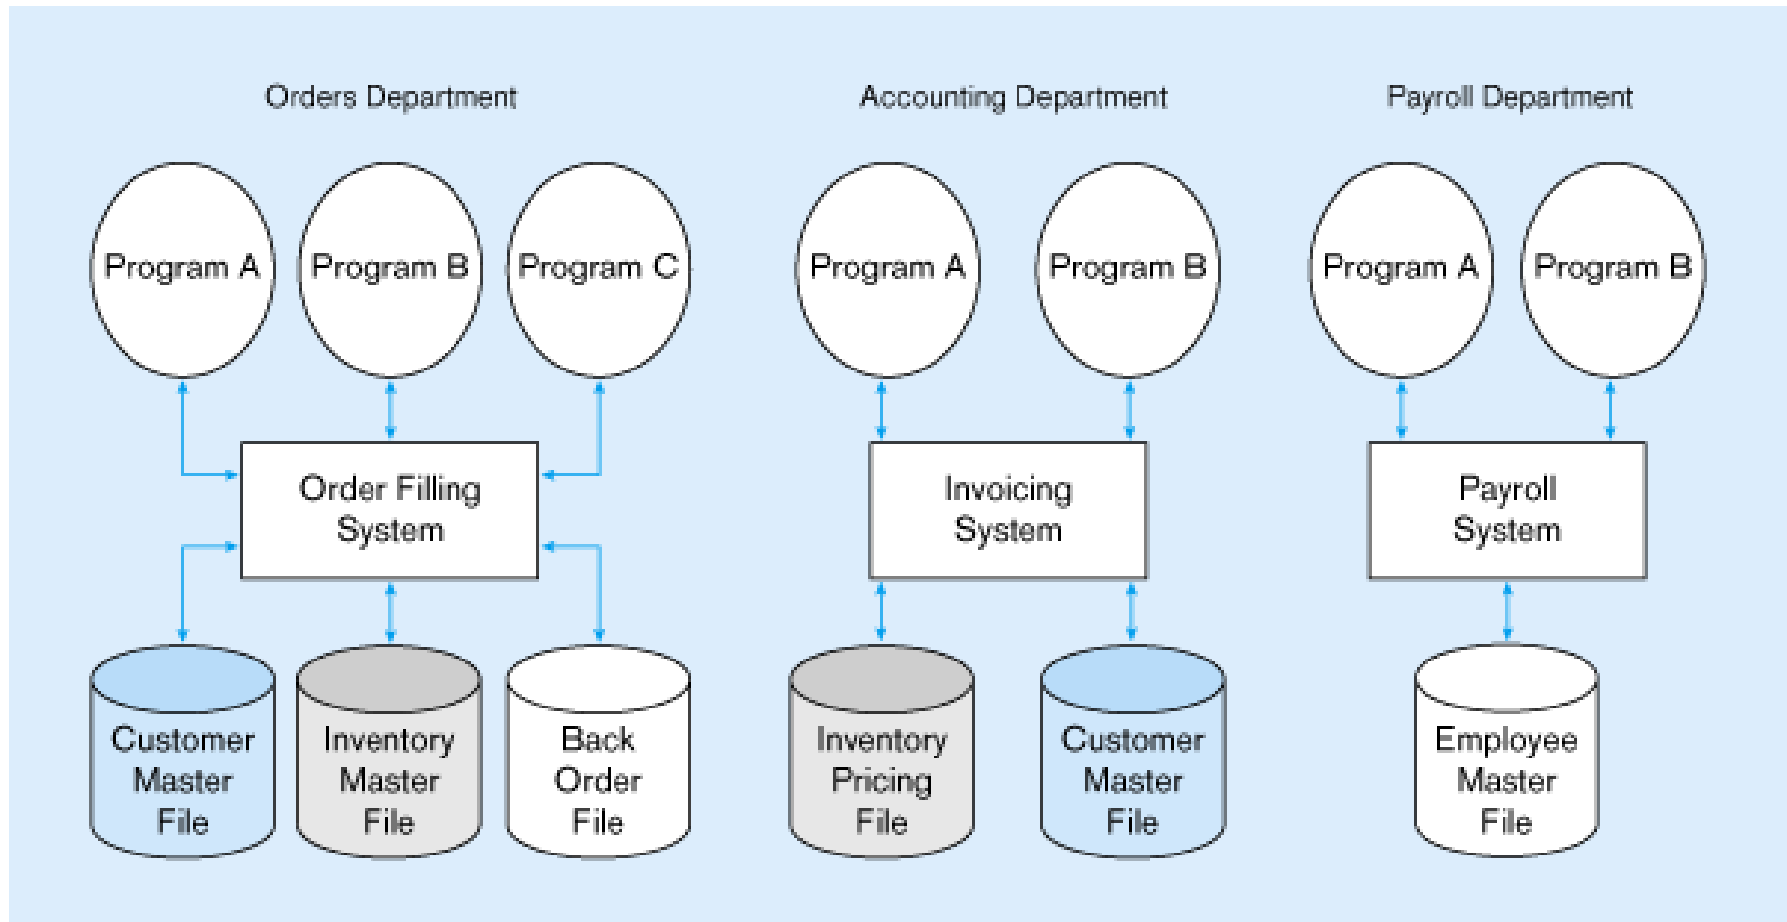 Orders Department
Accounting Department
Payroll Department
Program A
Program B
Program C
Program A
Program B
Program A
Program B
Order Filling
System
Invoicing
System
Payroll
System
Customer
Master
File
Inventory
Master
File
Back
Order
File
Inventory
Pricing
File
Customer
Master
File
Employee
Master
File